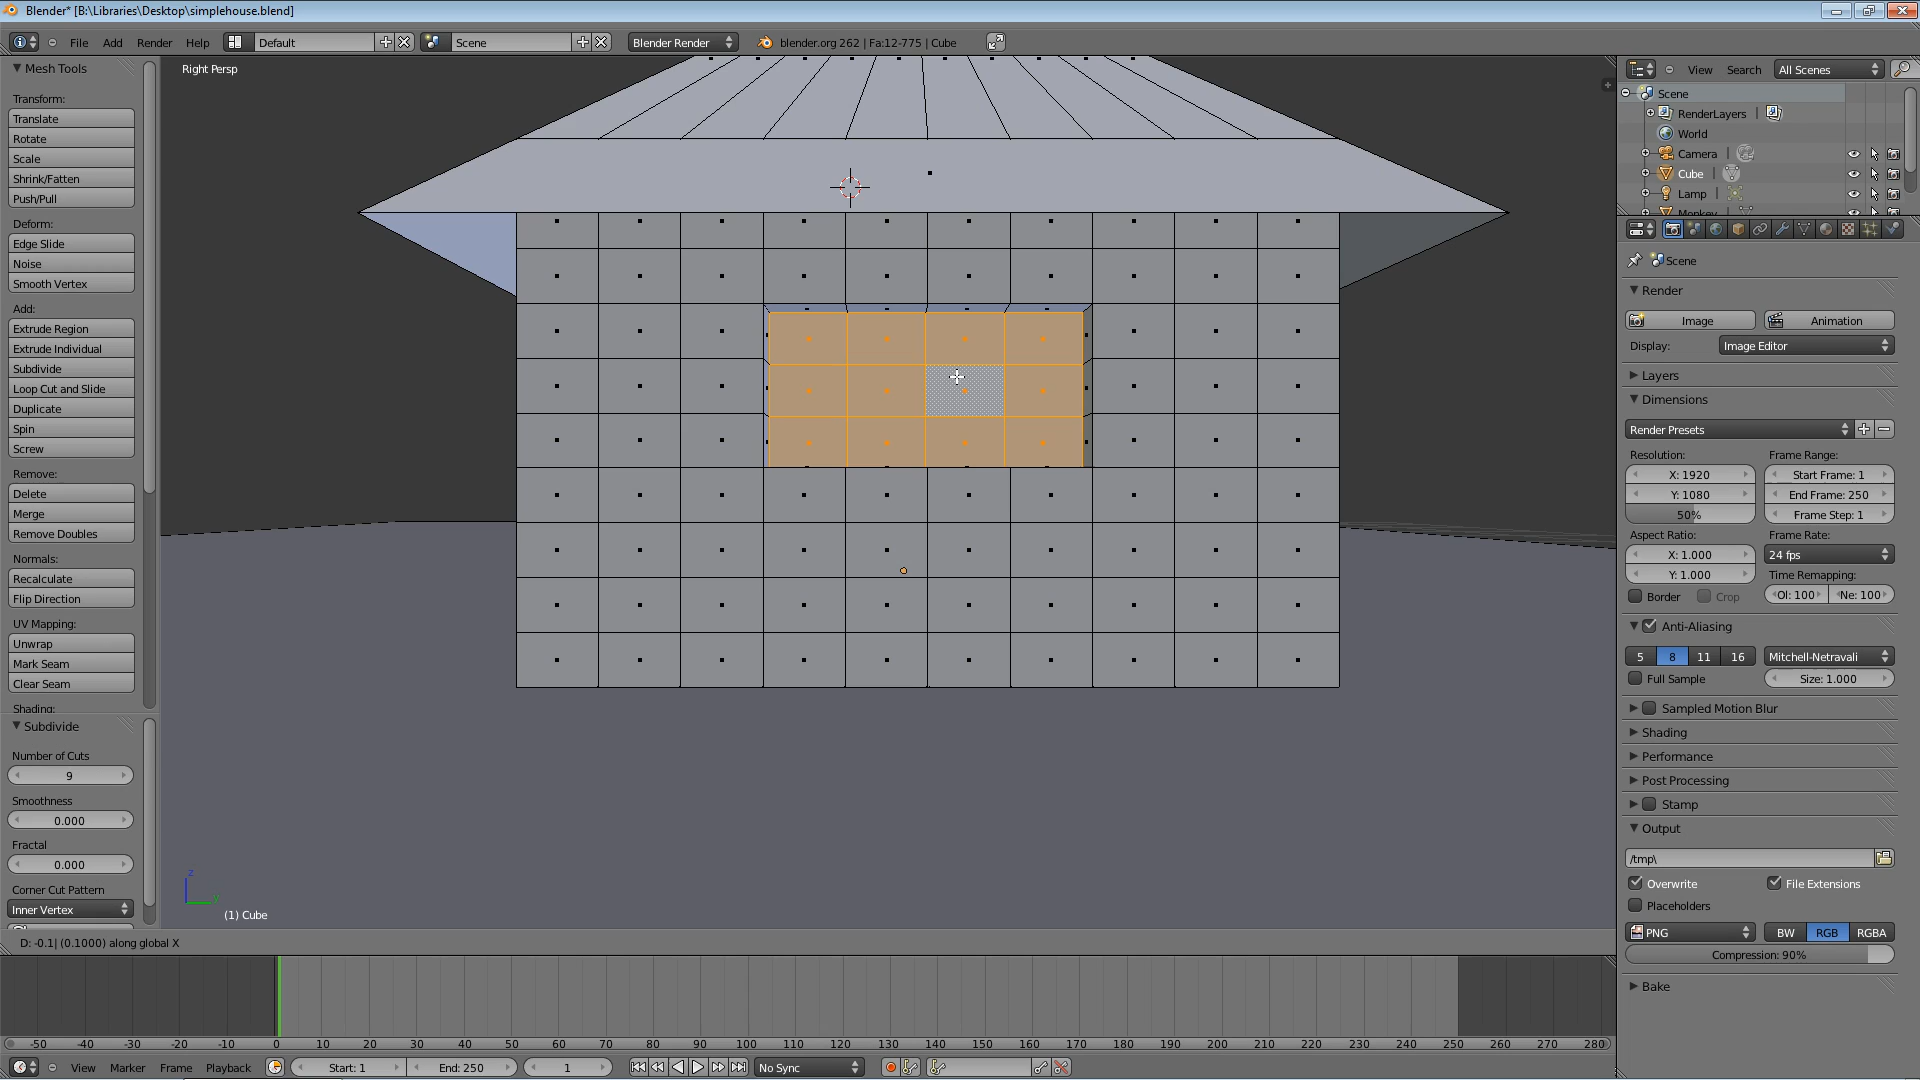 Blender* [B:\Libraries\Desktop\simplehouse.blend]
File Add Render Help Default Scene Blender Render blender.org 262 | Fa:12-775 | Cube
Mesh Tools
Transform:
Translate
Rotate
Scale
Shrink/Fatten
Push/Pull
Deform:
Edge Slide
Noise
Smooth Vertex
Add:
Extrude Region
Extrude Individual
Subdivide
Loop Cut and Slide
Duplicate
Spin
Screw
Remove:
Delete
Merge
Remove Doubles
Normals:
Recalculate
Flip Direction
UV Mapping:
Unwrap
Mark Seam
Clear Seam
Shading:
Subdivide
Number of Cuts
9
Smoothness
0.000
Fractal
0.000
Corner Cut Pattern
Inner Vertex
Right Persp
z
y
(1) Cube
D: -0.1| (0.1000) along global X
View Search All Scenes
Scene
RenderLayers |
World
Camera |
Cube |
Lamp |
Monkey |
Scene
Render
Image Animation
Display: Image Editor
Layers
Dimensions
Render Presets
Resolution: Frame Range:
X: 1920 Start Frame: 1
Y: 1080 End Frame: 250
50% Frame Step: 1
Aspect Ratio: Frame Rate:
X: 1.000 24 fps
Y: 1.000 Time Remapping:
Border Crop Ol: 100 Ne: 100
Anti-Aliasing
5 8 11 16 Mitchell-Netravali
Full Sample Size: 1.000
Sampled Motion Blur
Shading
Performance
Post Processing
Stamp
Output
/tmp\
Overwrite File Extensions
Placeholders
PNG BW RGB RGBA
Compression: 90%
Bake
-50 -40 -30 -20 -10 0 10 20 30 40 50 60 70 80 90 100 110 120 130 140 150 160 170 180 190 200 210 220 230 240 250 260 270 280
View Marker Frame Playback Start: 1 End: 250 1 No Sync